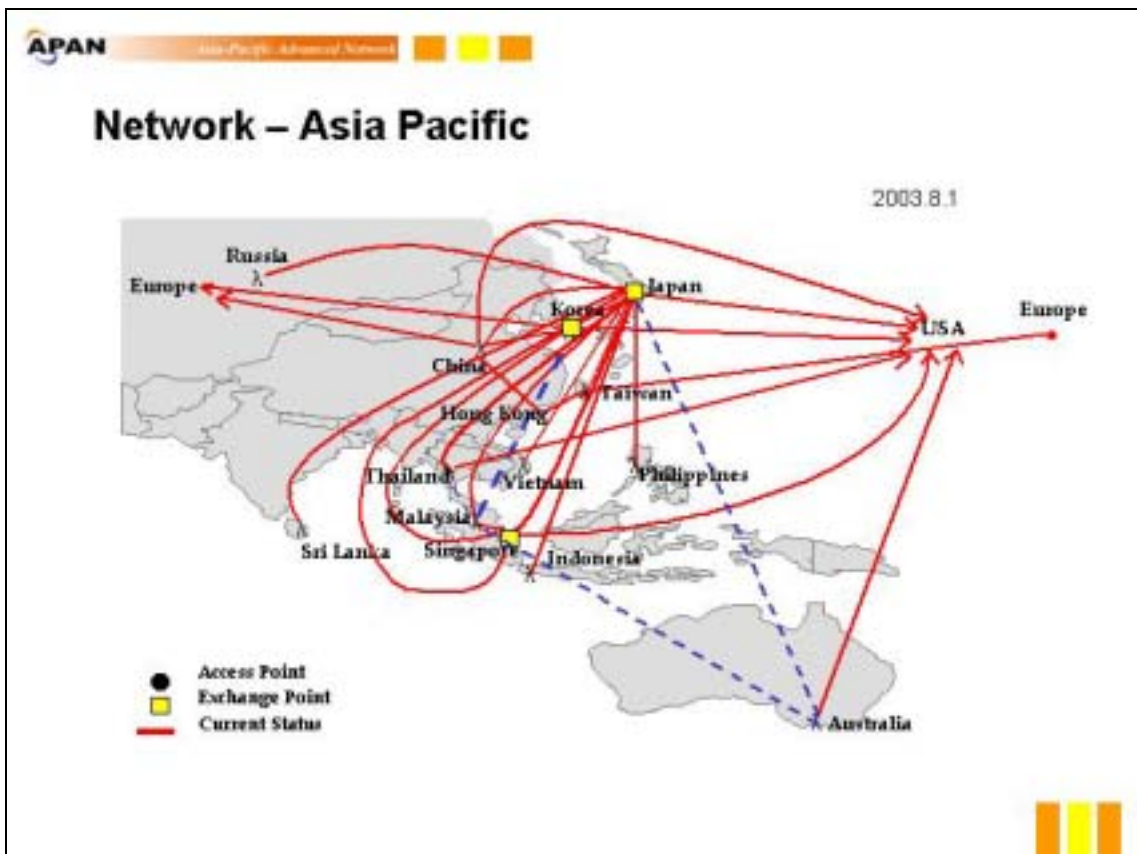 APAN
Asia-Pacific Advanced Network
Network – Asia Pacific
2003.8.1
Russia
Europe
Japan
Korea
USA
Europe
China
Taiwan
Hong Kong
Thailand
Vietnam
Philippines
Malaysia
Sri Lanka
Singapore
Indonesia
Access Point
Exchange Point
Current Status
Australia